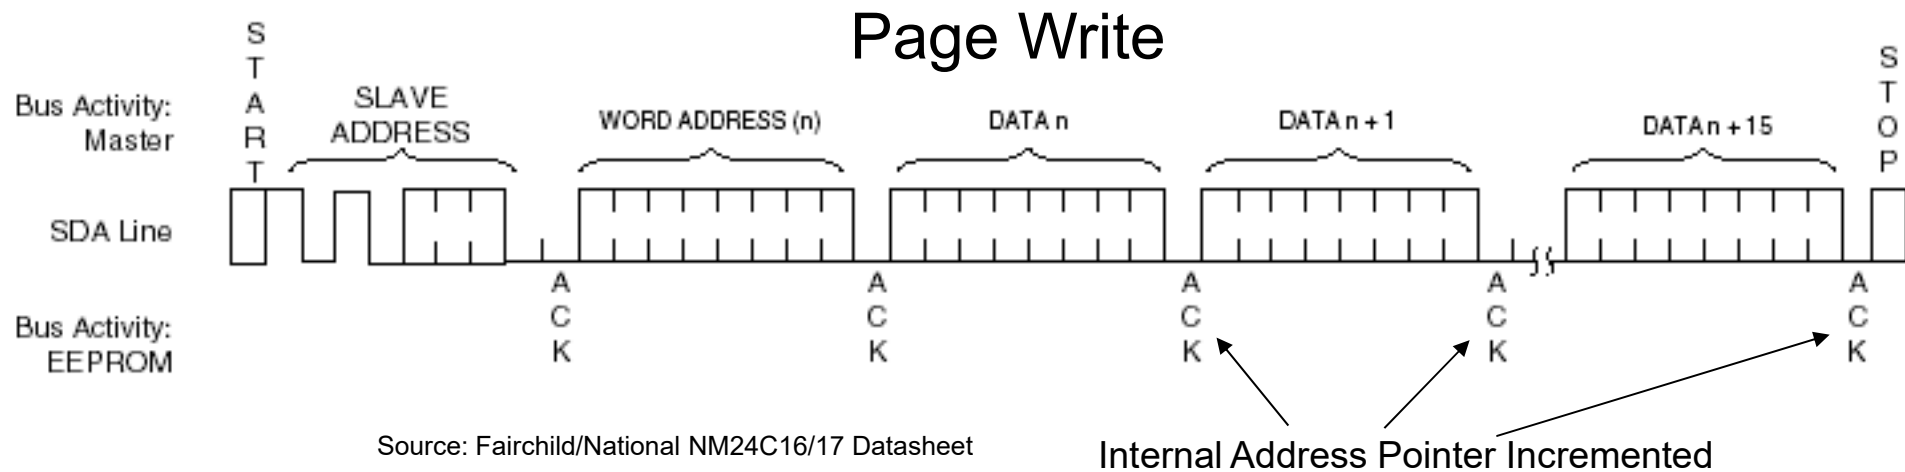 Page Write
START
STOP
Bus Activity:
Master
SLAVE
ADDRESS
WORD ADDRESS (n)
DATA n
DATA n + 1
DATA n + 15
SDA Line
Bus Activity:
EEPROM
ACK
ACK
ACK
ACK
ACK
Source: Fairchild/National NM24C16/17 Datasheet
Internal Address Pointer Incremented